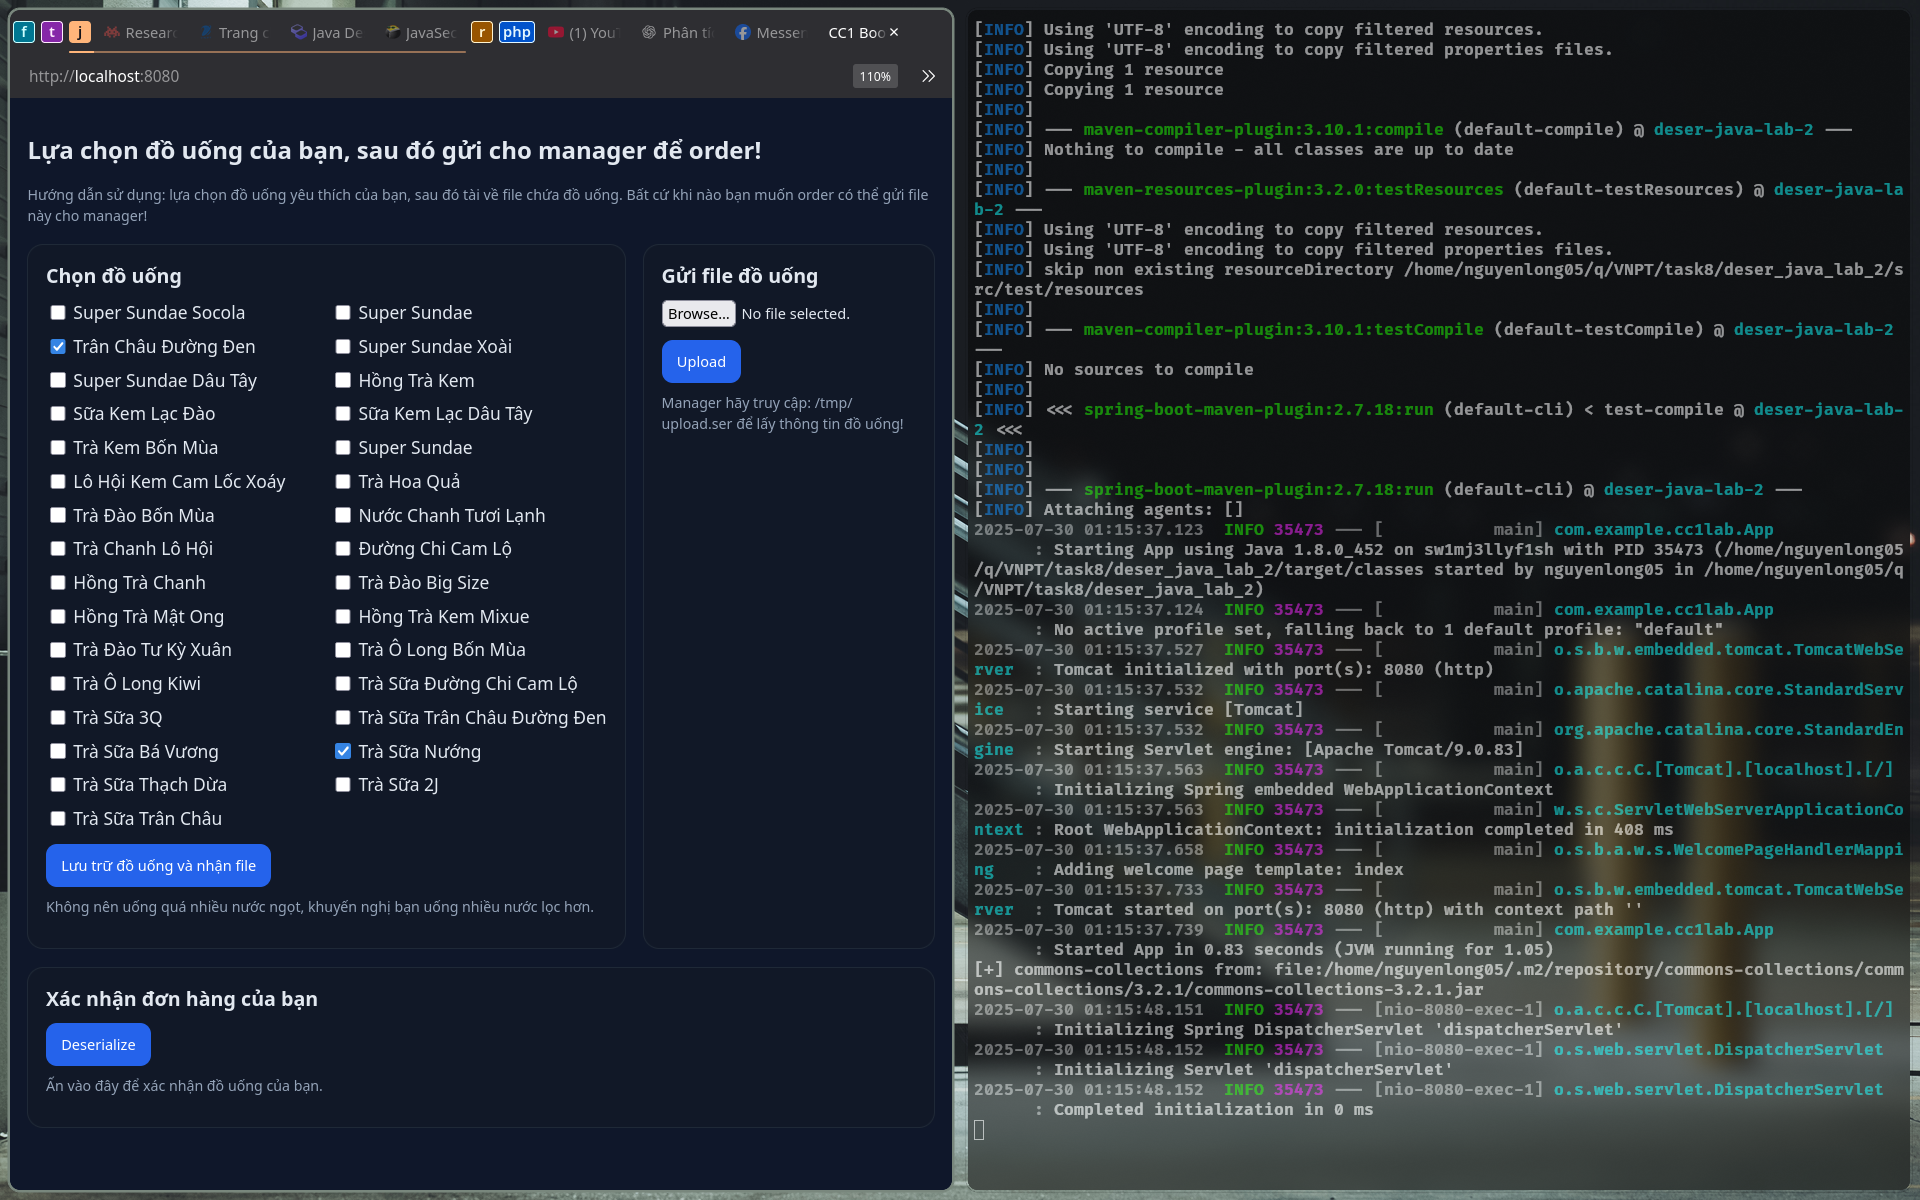 f t j Resear Trang c Java De JavaSec r php (1) You Phân tí Messer CC1 Boo ×
http://localhost:8080 110%
Lựa chọn đồ uống của bạn, sau đó gửi cho manager để order!
Hướng dẫn sử dụng: lựa chọn đồ uống yêu thích của bạn, sau đó tài về file chứa đồ uống. Bất cứ khi nào bạn muốn order có thể gửi file
này cho manager!
Chọn đồ uống
Super Sundae Socola
Super Sundae
Trân Châu Đường Đen
Super Sundae Xoài
Super Sundae Dâu Tây
Hồng Trà Kem
Sữa Kem Lạc Đào
Sữa Kem Lạc Dâu Tây
Trà Kem Bốn Mùa
Super Sundae
Lô Hội Kem Cam Lốc Xoáy
Trà Hoa Quả
Trà Đào Bốn Mùa
Nước Chanh Tươi Lạnh
Trà Chanh Lô Hội
Đường Chi Cam Lộ
Hồng Trà Chanh
Trà Đào Big Size
Hồng Trà Mật Ong
Hồng Trà Kem Mixue
Trà Đào Tư Kỳ Xuân
Trà Ô Long Bốn Mùa
Trà Ô Long Kiwi
Trà Sữa Đường Chi Cam Lộ
Trà Sữa 3Q
Trà Sữa Trân Châu Đường Đen
Trà Sữa Bá Vương
Trà Sữa Nướng
Trà Sữa Thạch Dừa
Trà Sữa 2J
Trà Sữa Trân Châu
Lưu trữ đồ uống và nhận file
Không nên uống quá nhiều nước ngọt, khuyến nghị bạn uống nhiều nước lọc hơn.
Gửi file đồ uống
Browse... No file selected.
Upload
Manager hãy truy cập: /tmp/
upload.ser để lấy thông tin đồ uống!
Xác nhận đơn hàng của bạn
Deserialize
Ấn vào đây để xác nhận đồ uống của bạn.
[INFO] Using 'UTF-8' encoding to copy filtered resources.
[INFO] Using 'UTF-8' encoding to copy filtered properties files.
[INFO] Copying 1 resource
[INFO] Copying 1 resource
[INFO]
[INFO] --- maven-compiler-plugin:3.10.1:compile (default-compile) @ deser-java-lab-2 ---
[INFO] Nothing to compile - all classes are up to date
[INFO]
[INFO] --- maven-resources-plugin:3.2.0:testResources (default-testResources) @ deser-java-la
b-2 ---
[INFO] Using 'UTF-8' encoding to copy filtered resources.
[INFO] Using 'UTF-8' encoding to copy filtered properties files.
[INFO] skip non existing resourceDirectory /home/nguyenlong05/q/VNPT/task8/deser_java_lab_2/s
rc/test/resources
[INFO]
[INFO] --- maven-compiler-plugin:3.10.1:testCompile (default-testCompile) @ deser-java-lab-2
---
[INFO] No sources to compile
[INFO]
[INFO] <<< spring-boot-maven-plugin:2.7.18:run (default-cli) < test-compile @ deser-java-lab-
2 <<<
[INFO]
[INFO]
[INFO] --- spring-boot-maven-plugin:2.7.18:run (default-cli) @ deser-java-lab-2 ---
[INFO] Attaching agents: []
2025-07-30 01:15:37.123 INFO 35473 --- [ main] com.example.cc1lab.App
: Starting App using Java 1.8.0_452 on sw1mj3llyf1sh with PID 35473 (/home/nguyenlong05
/q/VNPT/task8/deser_java_lab_2/target/classes started by nguyenlong05 in /home/nguyenlong05/q
/VNPT/task8/deser_java_lab_2)
2025-07-30 01:15:37.124 INFO 35473 --- [ main] com.example.cc1lab.App
: No active profile set, falling back to 1 default profile: "default"
2025-07-30 01:15:37.527 INFO 35473 --- [ main] o.s.b.w.embedded.tomcat.TomcatWebSe
rver : Tomcat initialized with port(s): 8080 (http)
2025-07-30 01:15:37.532 INFO 35473 --- [ main] o.apache.catalina.core.StandardServ
ice : Starting service [Tomcat]
2025-07-30 01:15:37.532 INFO 35473 --- [ main] org.apache.catalina.core.StandardEn
gine : Starting Servlet engine: [Apache Tomcat/9.0.83]
2025-07-30 01:15:37.563 INFO 35473 --- [ main] o.a.c.c.C.[Tomcat].[localhost].[/]
: Initializing Spring embedded WebApplicationContext
2025-07-30 01:15:37.563 INFO 35473 --- [ main] w.s.c.ServletWebServerApplicationCo
ntext : Root WebApplicationContext: initialization completed in 408 ms
2025-07-30 01:15:37.658 INFO 35473 --- [ main] o.s.b.a.w.s.WelcomePageHandlerMappi
ng : Adding welcome page template: index
2025-07-30 01:15:37.733 INFO 35473 --- [ main] o.s.b.w.embedded.tomcat.TomcatWebSe
rver : Tomcat started on port(s): 8080 (http) with context path ''
2025-07-30 01:15:37.739 INFO 35473 --- [ main] com.example.cc1lab.App
: Started App in 0.83 seconds (JVM running for 1.05)
[+] commons-collections from: file:/home/nguyenlong05/.m2/repository/commons-collections/comm
ons-collections/3.2.1/commons-collections-3.2.1.jar
2025-07-30 01:15:48.151 INFO 35473 --- [nio-8080-exec-1] o.a.c.c.C.[Tomcat].[localhost].[/]
: Initializing Spring DispatcherServlet 'dispatcherServlet'
2025-07-30 01:15:48.152 INFO 35473 --- [nio-8080-exec-1] o.s.web.servlet.DispatcherServlet
: Initializing Servlet 'dispatcherServlet'
2025-07-30 01:15:48.152 INFO 35473 --- [nio-8080-exec-1] o.s.web.servlet.DispatcherServlet
: Completed initialization in 0 ms